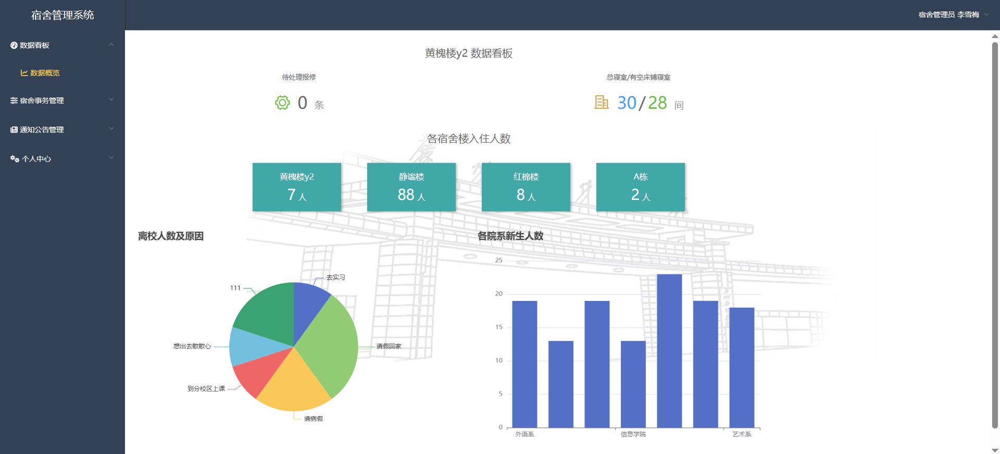 宿舍管理系统
宿舍管理员 李雪梅
数据看板
数据概览
宿舍事务管理
通知公告管理
个人中心
黄槐楼y2 数据看板
待处理报修
0 条
总寝室/有空床铺寝室
30/28 间
各宿舍楼入住人数
黄槐楼y2
7 人
静谧楼
88 人
红棉楼
8 人
A栋
2 人
离校人数及原因
去实习
111
想出去散散心
请假回家
到分校区上课
请病假
各院系新生人数
25
20
15
10
5
0
外语系
信息学院
艺术系